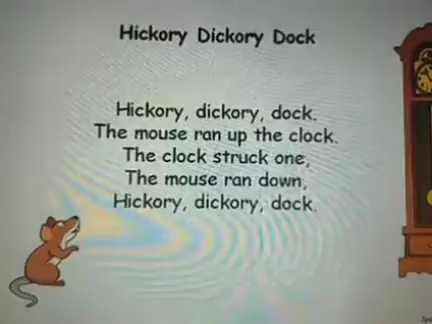 Hickory Dickory Dock
Hickory, dickory, dock.
The mouse ran up the clock.
The clock struck one,
The mouse ran down,
Hickory, dickory, dock.